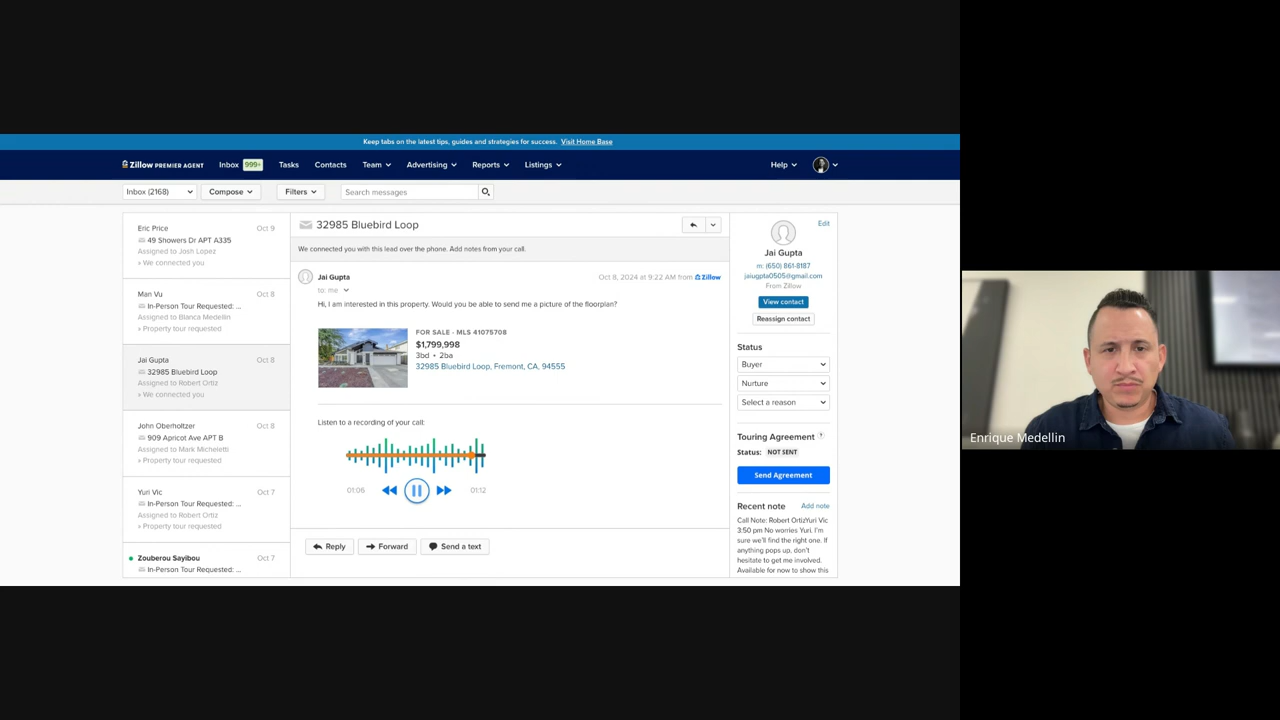 Keep tabs on the latest tips, guides and strategies for success. Visit Home Base
Zillow PREMIER AGENT Inbox 999+ Tasks Contacts Team Advertising Reports Listings Help
Inbox (2168) Compose Filters Search messages
Eric Price Oct 9
49 Showers Dr APT A335
Assigned to Josh Lopez
» We connected you
Man Vu Oct 8
In-Person Tour Requested: ...
Assigned to Bianca Medellin
» Property tour requested
Jai Gupta Oct 8
32985 Bluebird Loop
Assigned to Robert Ortiz
» We connected you
John Oberholtzer Oct 8
909 Apricot Ave APT B
Assigned to Mark Micheletti
» Property tour requested
Yuri Vic Oct 7
In-Person Tour Requested: ...
Assigned to Robert Ortiz
» Property tour requested
Zouberou Sayibou Oct 7
In-Person Tour Requested: ...
32985 Bluebird Loop
We connected you with this lead over the phone. Add notes from your call.
Jai Gupta Oct 8, 2024 at 9:22 AM from Zillow
to: me
Hi, I am interested in this property. Would you be able to send me a picture of the floorplan?
FOR SALE - MLS 41075708
$1,799,998
3bd • 2ba
32985 Bluebird Loop, Fremont, CA, 94555
Listen to a recording of your call:
01:06 01:12
Reply Forward Send a text
Edit
Jai Gupta
m: (650) 861-8187
jaiugpta0505@gmail.com
From Zillow
View contact
Reassign contact
Status
Buyer
Nurture
Select a reason
Touring Agreement ?
Status: NOT SENT
Send Agreement
Recent note Add note
Call Note: Robert OrtizYuri Vic
3:50 pm No worries Yuri. I'm
sure we'll find the right one. If
anything pops up, don't
hesitate to get me involved.
Available for now to show this
Enrique Medellin